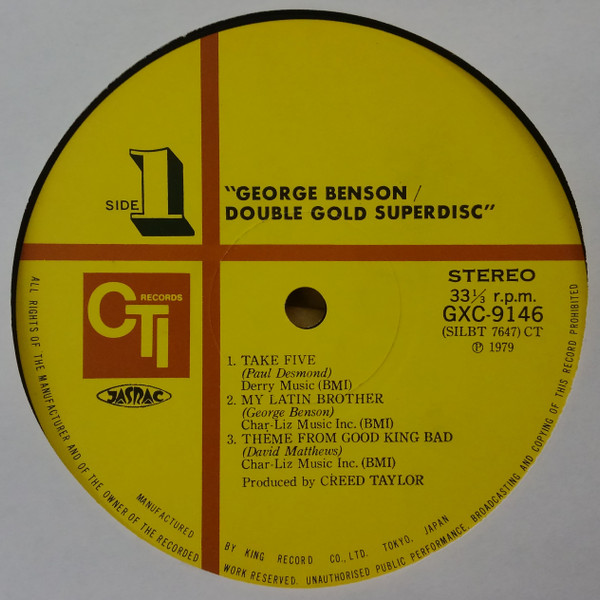 SIDE 1
"GEORGE BENSON /
DOUBLE GOLD SUPERDISC"
CTI RECORDS
JASRAC
STEREO
33⅓ r.p.m.
GXC-9146
(SILBT 7647) CT
Ⓟ 1979
1. TAKE FIVE
(Paul Desmond)
Derry Music (BMI)
2. MY LATIN BROTHER
(George Benson)
Char-Liz Music Inc. (BMI)
3. THEME FROM GOOD KING BAD
(David Matthews)
Char-Liz Music Inc. (BMI)
Produced by CREED TAYLOR
MANUFACTURED BY KING RECORD CO., LTD. TOKYO, JAPAN
ALL RIGHTS OF THE MANUFACTURER AND OF THE OWNER OF THE RECORDED WORK RESERVED. UNAUTHORISED PUBLIC PERFORMANCE, BROADCASTING AND COPYING OF THIS RECORD PROHIBITED